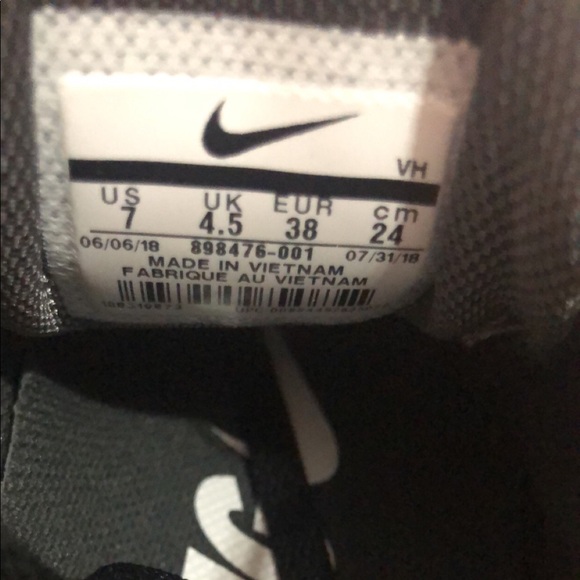 VH
US UK EUR cm
7 4.5 38 24
06/06/18 898476-001 07/31/18
MADE IN VIETNAM
FABRIQUE AU VIETNAM
UPC